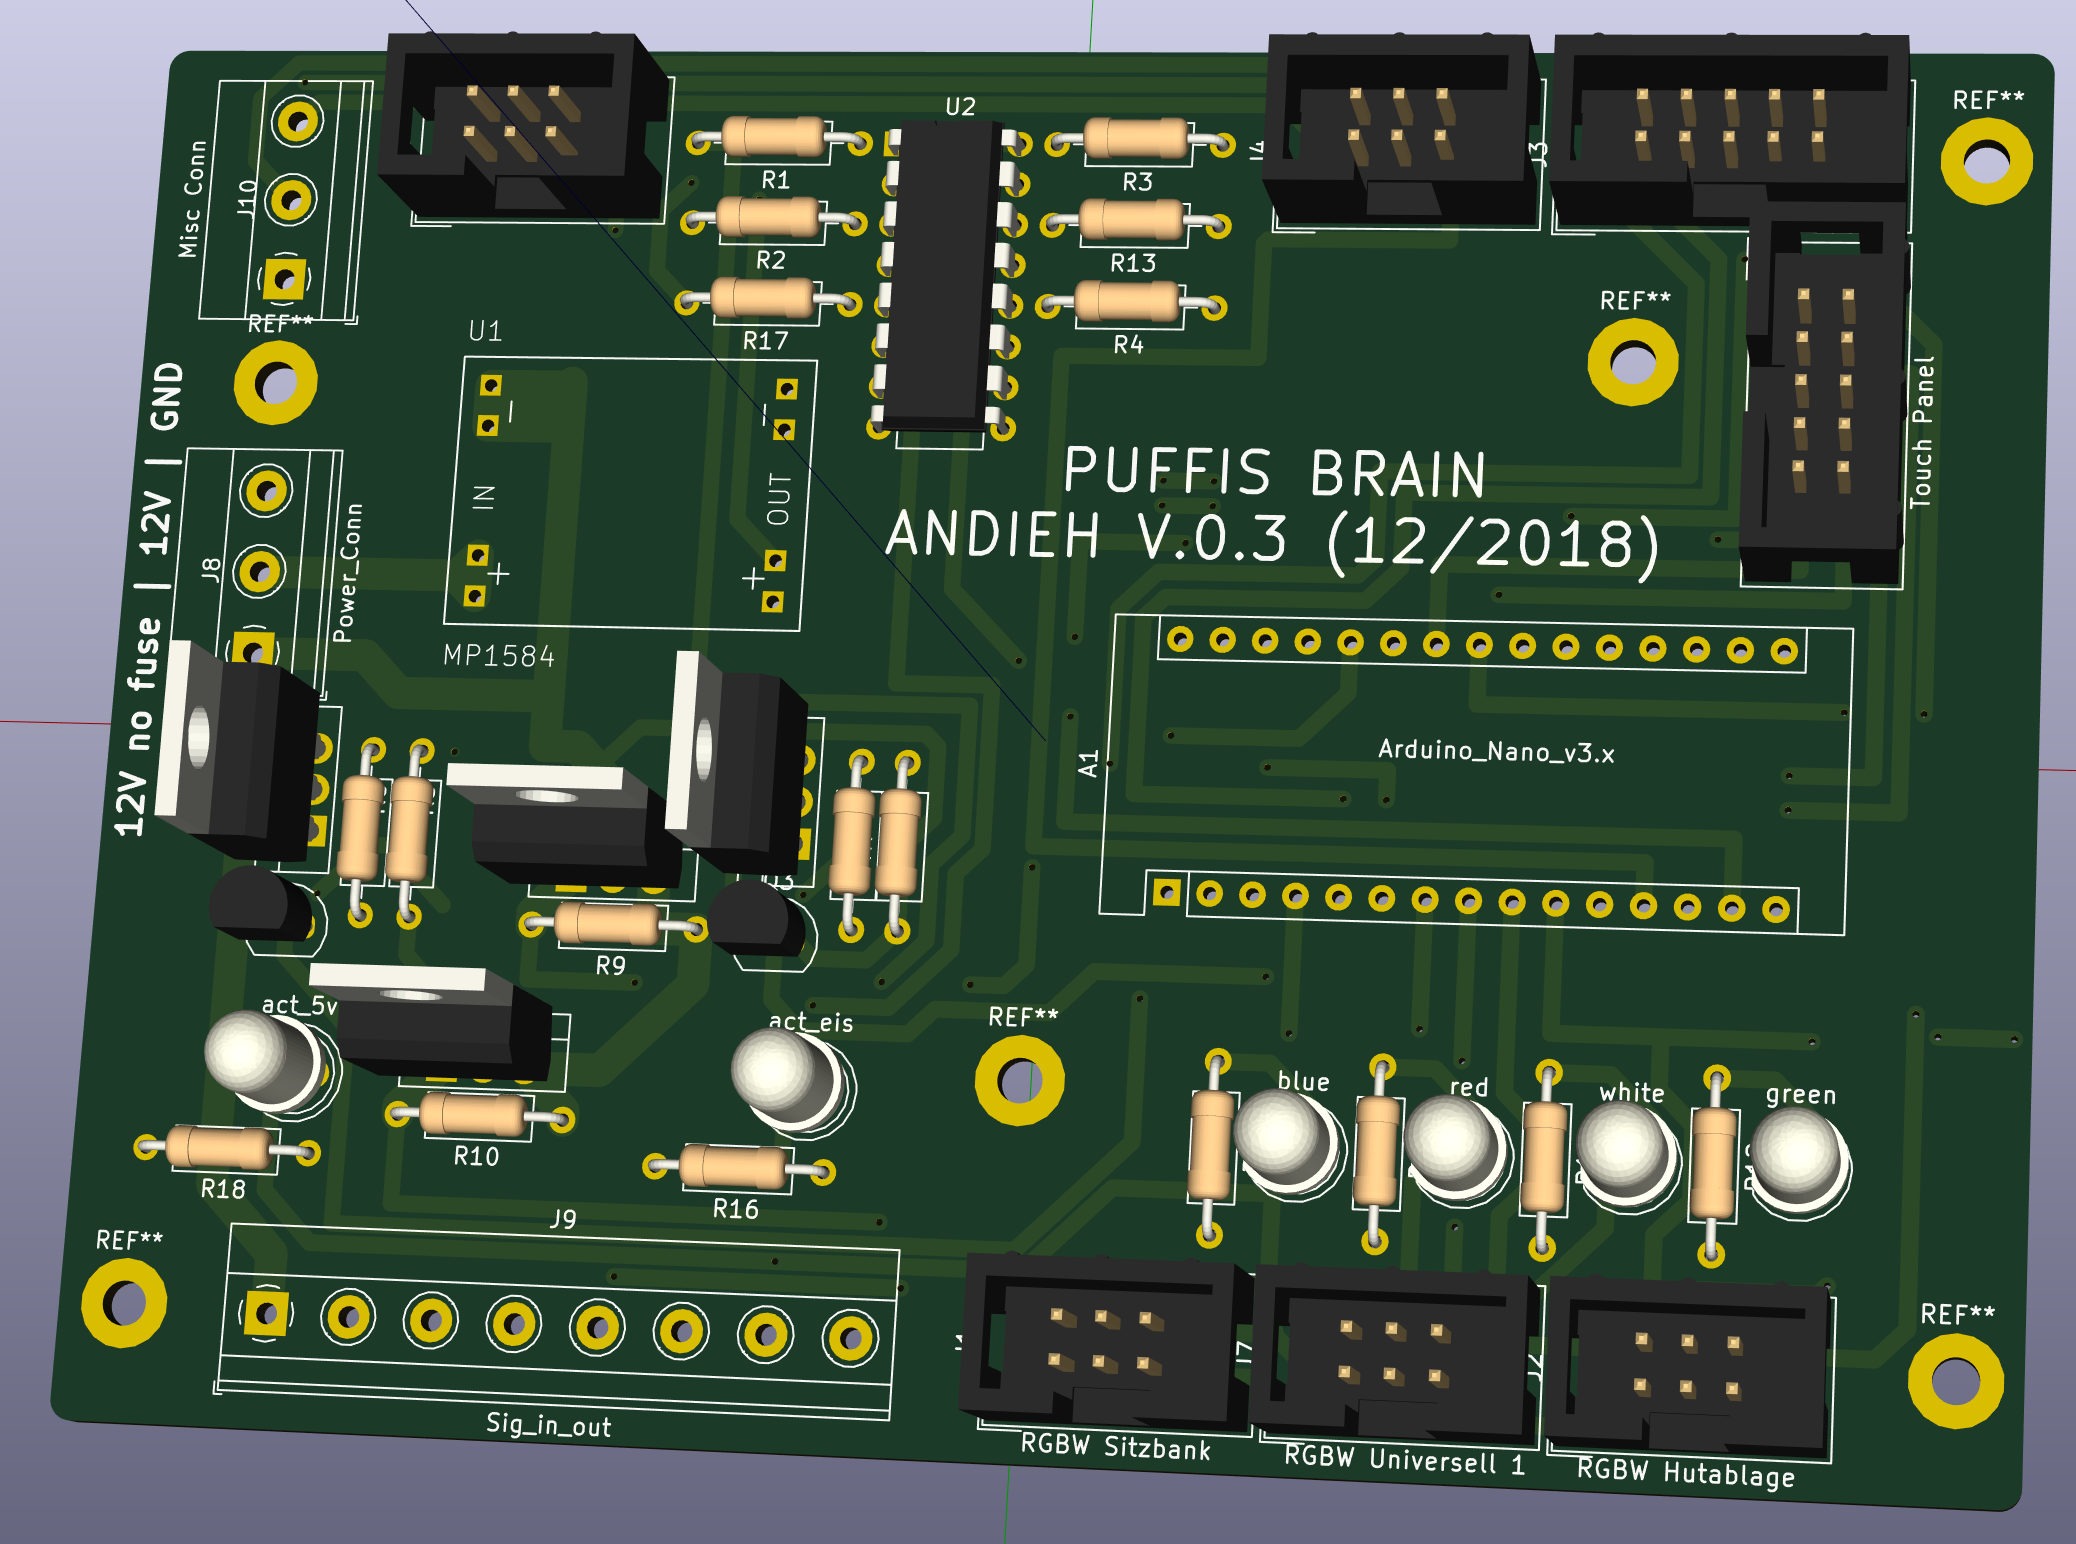 U2
REF**
Misc Conn
J10
R1
R3
J4
J3
R2
R13
REF**
REF**
R17
R4
U1
12V no fuse | 12V | GND
IN
OUT
Touch Panel
PUFFIS BRAIN
ANDIEH V.0.3 (12/2018)
J8
Power_Conn
MP1584
A1
Arduino_Nano_v3.x
R9
act_5v
act_eis
REF**
blue
red
white
green
R10
R18
R16
J9
REF**
REF**
J7
J2
Sig_in_out
RGBW Sitzbank
RGBW Universell 1
RGBW Hutablage